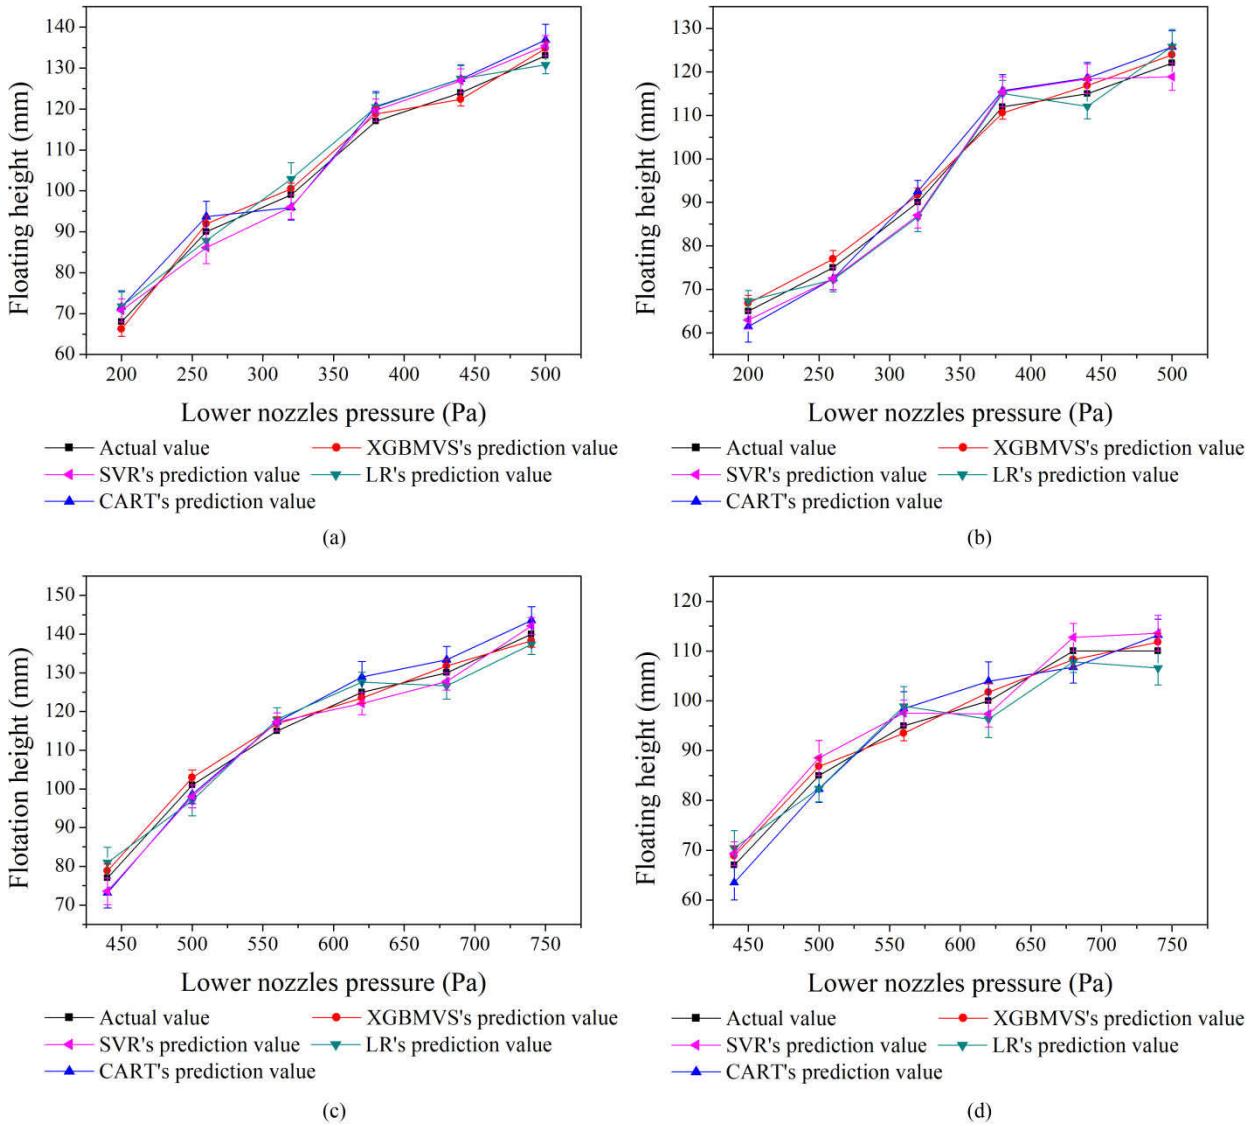 140
130
120
110
100
90
80
70
60
Floating height (mm)
200 250 300 350 400 450 500
Lower nozzles pressure (Pa)
Actual value XGBMVS's prediction value
SVR's prediction value LR's prediction value
CART's prediction value
(a)
130
120
110
100
90
80
70
60
Floating height (mm)
200 250 300 350 400 450 500
Lower nozzles pressure (Pa)
Actual value XGBMVS's prediction value
SVR's prediction value LR's prediction value
CART's prediction value
(b)
150
140
130
120
110
100
90
80
70
Flotation height (mm)
450 500 550 600 650 700 750
Lower nozzles pressure (Pa)
Actual value XGBMVS's prediction value
SVR's prediction value LR's prediction value
CART's prediction value
(c)
120
110
100
90
80
70
60
Floating height (mm)
450 500 550 600 650 700 750
Lower nozzles pressure (Pa)
Actual value XGBMVS's prediction value
SVR's prediction value LR's prediction value
CART's prediction value
(d)